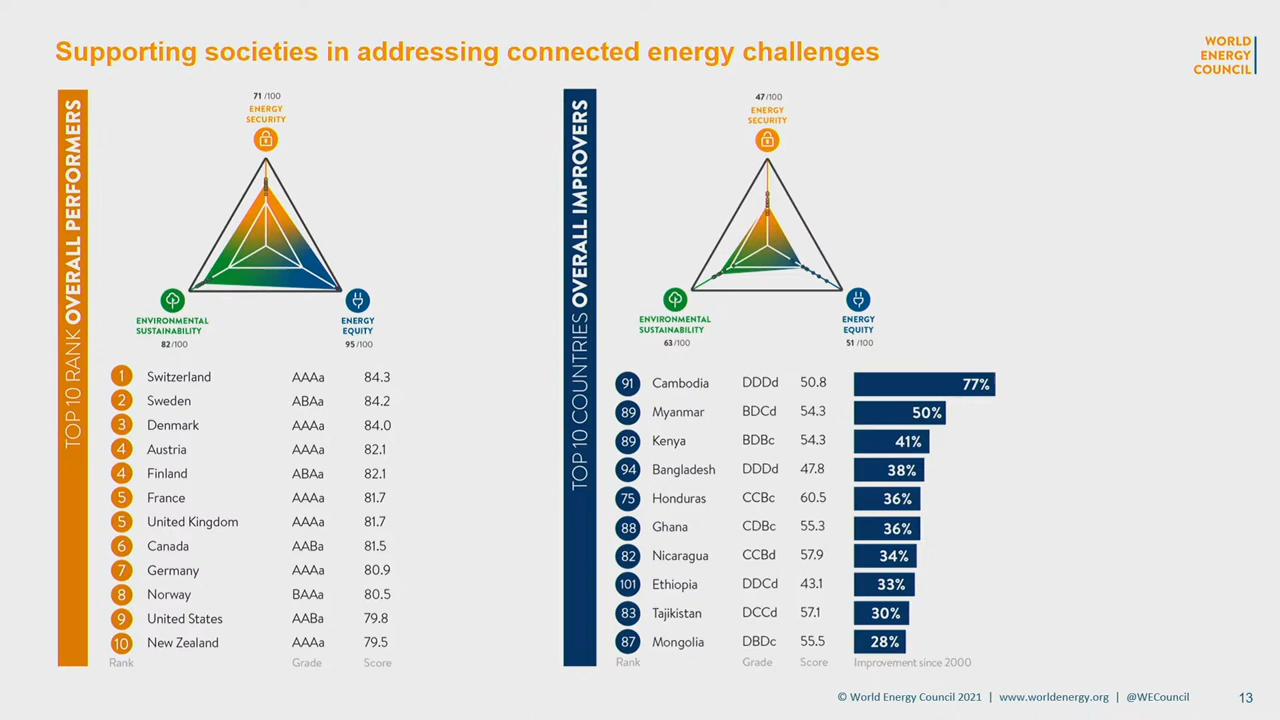 Supporting societies in addressing connected energy challenges
WORLD
ENERGY
COUNCIL
TOP 10 RANK OVERALL PERFORMERS
71 /100
ENERGY
SECURITY
ENVIRONMENTAL
SUSTAINABILITY
82/100
ENERGY
EQUITY
95 /100
1 Switzerland AAAa 84.3
2 Sweden ABAa 84.2
3 Denmark AAAa 84.0
4 Austria AAAa 82.1
4 Finland ABAa 82.1
5 France AAAa 81.7
5 United Kingdom AAAa 81.7
6 Canada AABa 81.5
7 Germany AAAa 80.9
8 Norway BAAa 80.5
9 United States AABa 79.8
10 New Zealand AAAa 79.5
Rank Grade Score
TOP 10 COUNTRIES OVERALL IMPROVERS
47 /100
ENERGY
SECURITY
ENVIRONMENTAL
SUSTAINABILITY
63 /100
ENERGY
EQUITY
51 /100
91 Cambodia DDDd 50.8 77%
89 Myanmar BDCd 54.3 50%
89 Kenya BDBc 54.3 41%
94 Bangladesh DDDd 47.8 38%
75 Honduras CCBc 60.5 36%
88 Ghana CDBc 55.3 36%
82 Nicaragua CCBd 57.9 34%
101 Ethiopia DDCd 43.1 33%
83 Tajikistan DCCd 57.1 30%
87 Mongolia DBDc 55.5 28%
Rank Grade Score Improvement since 2000
© World Energy Council 2021 | www.worldenergy.org | @WECouncil 13